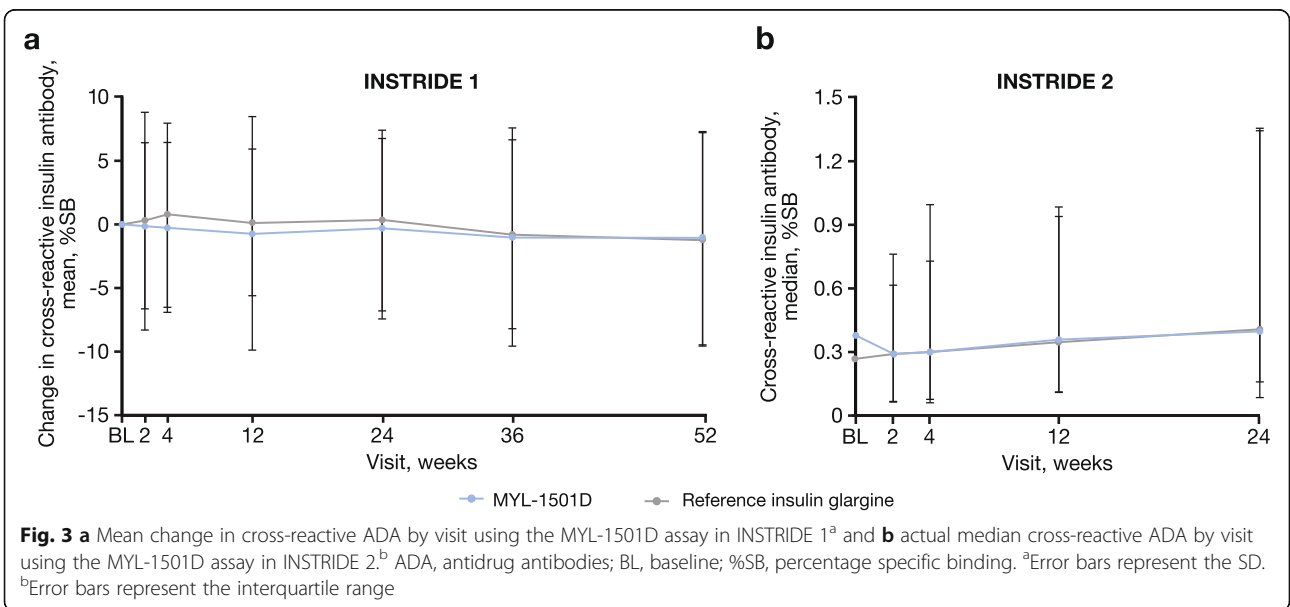 a
INSTRIDE 1
Change in cross-reactive insulin antibody,
mean, %SB
10
5
0
-5
-10
-15
BL 2 4 12 24 36 52
Visit, weeks
b
INSTRIDE 2
Cross-reactive insulin antibody,
median, %SB
1.5
1.2
0.9
0.6
0.3
0
BL 2 4 12 24
Visit, weeks
MYL-1501D Reference insulin glargine
Fig. 3 a Mean change in cross-reactive ADA by visit using the MYL-1501D assay in INSTRIDE 1ᵃ and b actual median cross-reactive ADA by visit
using the MYL-1501D assay in INSTRIDE 2.ᵇ ADA, antidrug antibodies; BL, baseline; %SB, percentage specific binding. ᵃError bars represent the SD.
ᵇError bars represent the interquartile range